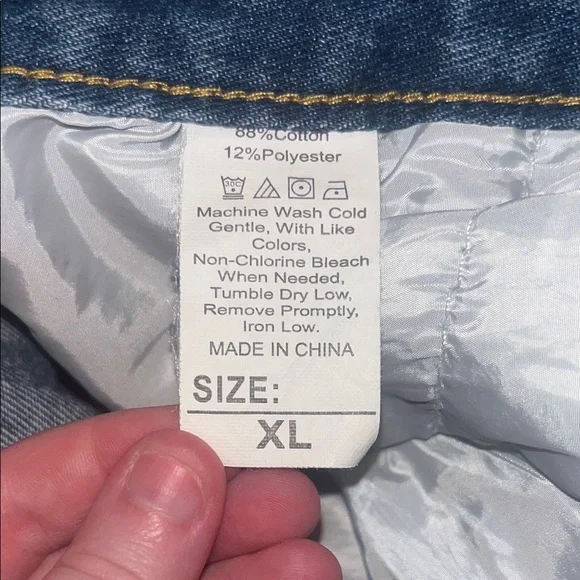 88%Cotton
12%Polyester
30C
Machine Wash Cold
Gentle, With Like
Colors,
Non-Chlorine Bleach
When Needed,
Tumble Dry Low,
Remove Promptly,
Iron Low.
MADE IN CHINA
SIZE:
XL